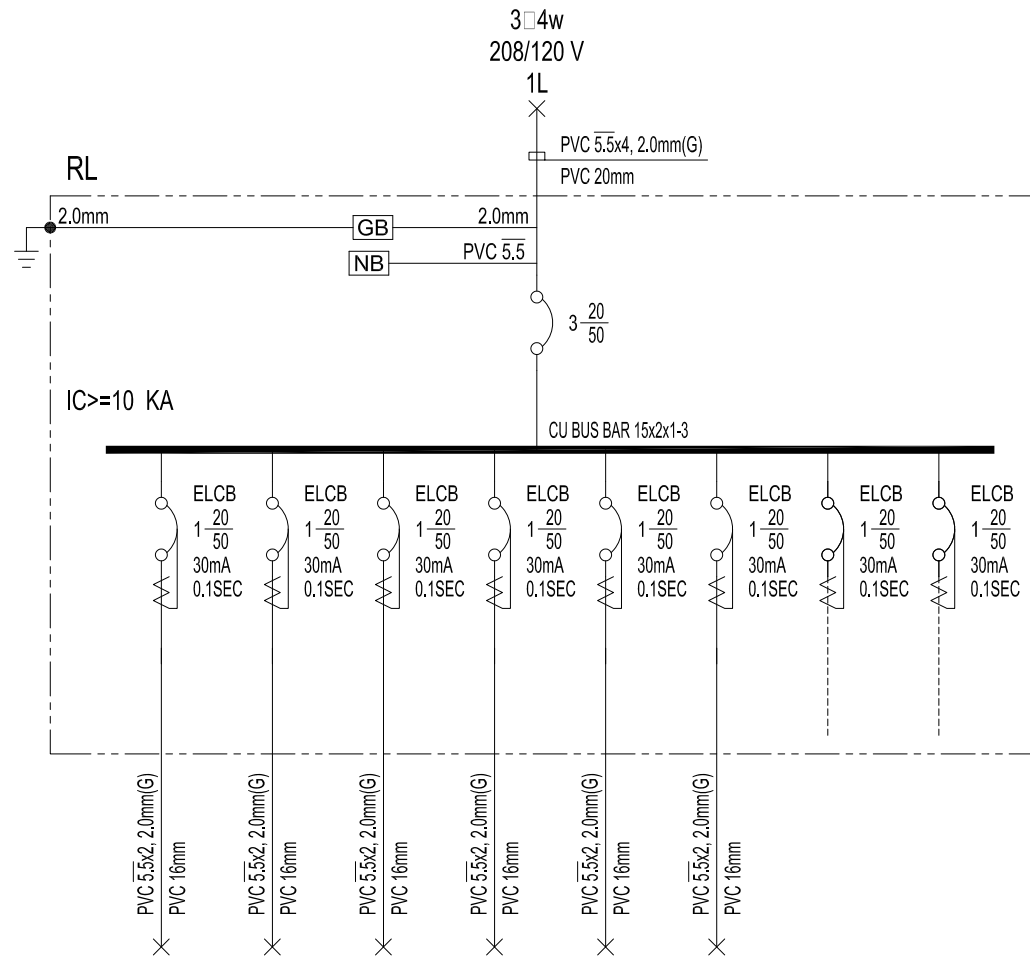 3□4w
208/120 V
1L
PVC 5.5x4, 2.0mm(G)
PVC 20mm
RL
2.0mm
GB
2.0mm
NB
PVC 5.5
3 20/50
IC>=10 KA
CU BUS BAR 15x2x1-3
ELCB
1 20/50
30mA
0.1SEC
ELCB
1 20/50
30mA
0.1SEC
ELCB
1 20/50
30mA
0.1SEC
ELCB
1 20/50
30mA
0.1SEC
ELCB
1 20/50
30mA
0.1SEC
ELCB
1 20/50
30mA
0.1SEC
ELCB
1 20/50
30mA
0.1SEC
ELCB
1 20/50
30mA
0.1SEC
PVC 5.5x2, 2.0mm(G)
PVC 16mm
PVC 5.5x2, 2.0mm(G)
PVC 16mm
PVC 5.5x2, 2.0mm(G)
PVC 16mm
PVC 5.5x2, 2.0mm(G)
PVC 16mm
PVC 5.5x2, 2.0mm(G)
PVC 16mm
PVC 5.5x2, 2.0mm(G)
PVC 16mm